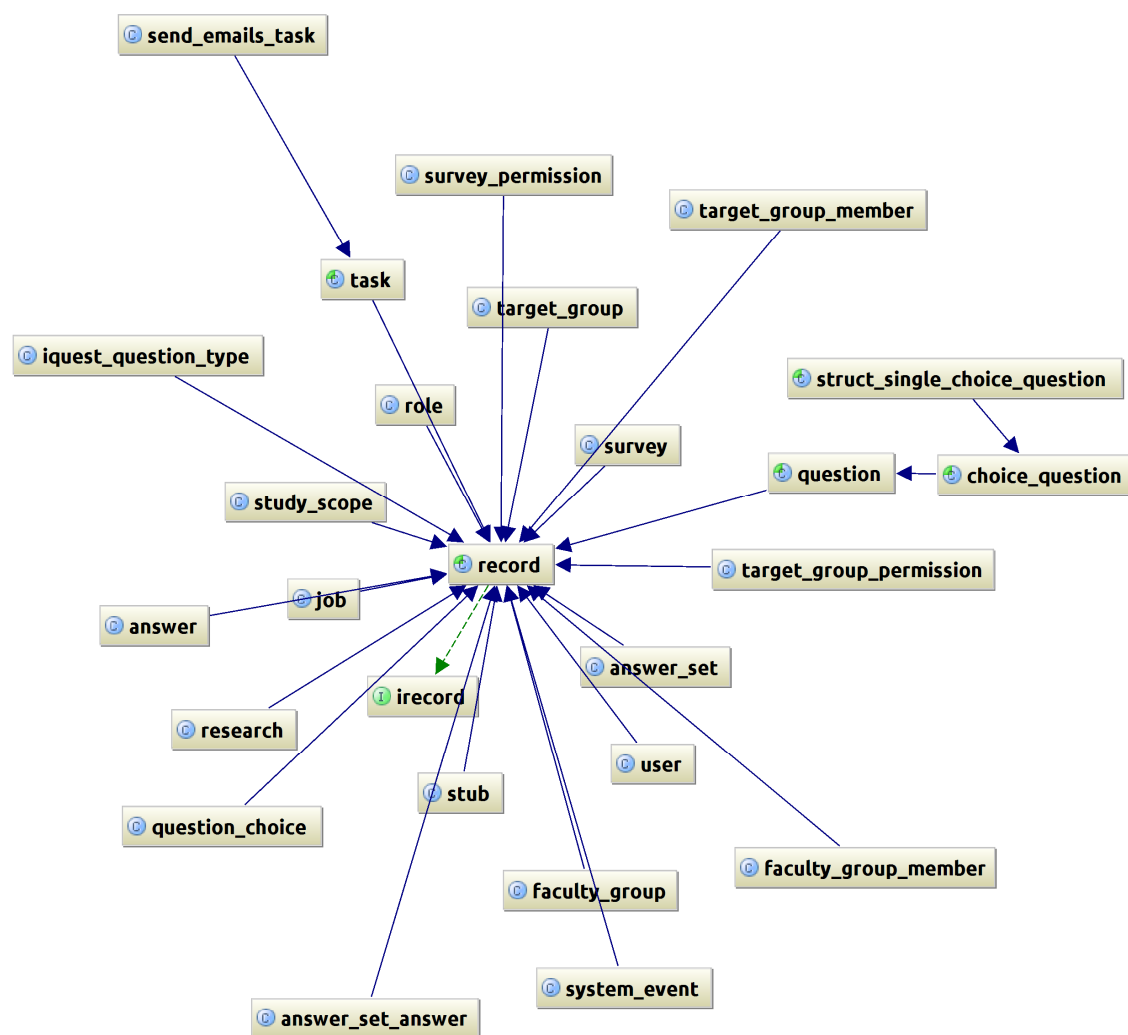 C send_emails_task
C survey_permission
C target_group_member
C task
C target_group
C iquest_question_type
C struct_single_choice_question
C role
C survey
C question
C choice_question
C study_scope
C record
C target_group_permission
C job
C answer
C answer_set
I irecord
C research
C user
C stub
C question_choice
C faculty_group_member
C faculty_group
C system_event
C answer_set_answer